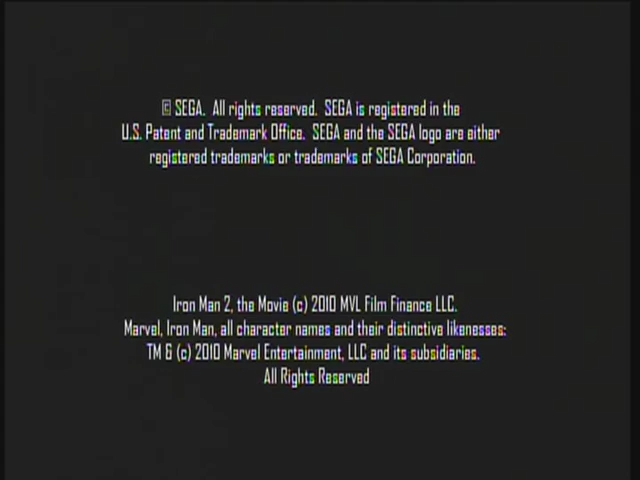 © SEGA. All rights reserved. SEGA is registered in the
U.S. Patent and Trademark Office. SEGA and the SEGA logo are either
registered trademarks or trademarks of SEGA Corporation.
Iron Man 2, the Movie (c) 2010 MVL Film Finance LLC.
Marvel, Iron Man, all character names and their distinctive likenesses:
TM & (c) 2010 Marvel Entertainment, LLC and its subsidiaries.
All Rights Reserved